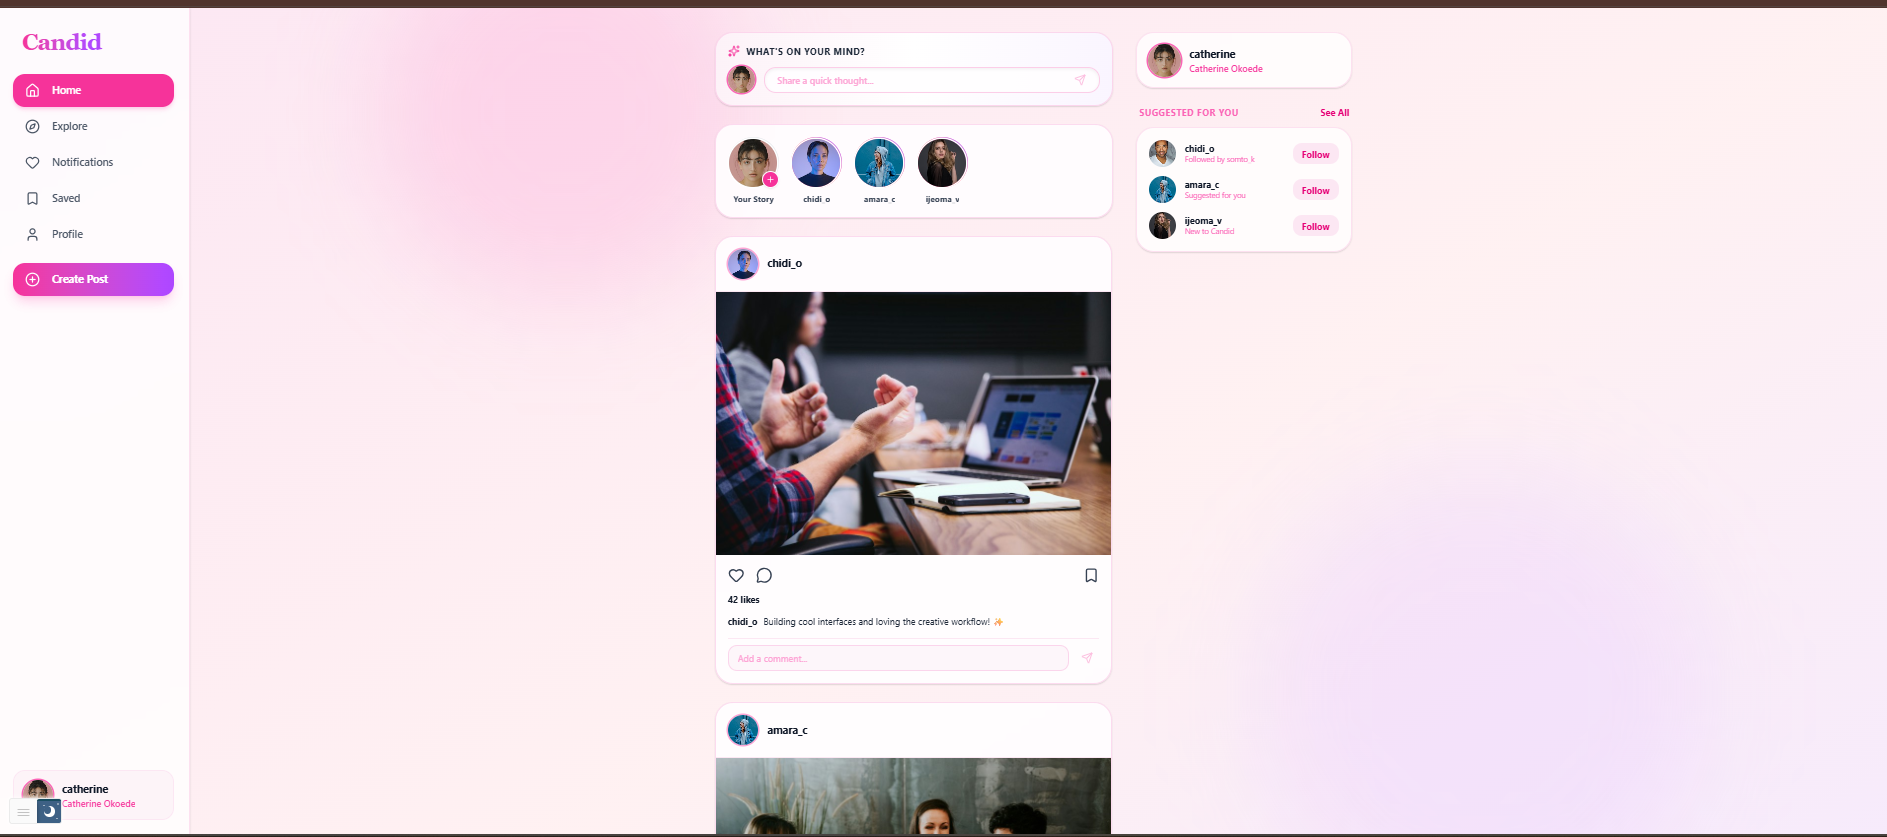 Candid
Home
Explore
Notifications
Saved
Profile
Create Post
catherine
Catherine Okoede
WHAT'S ON YOUR MIND?
Share a quick thought...
Your Story
chidi_o
amara_c
ijeoma_v
chidi_o
42 likes
chidi_o Building cool interfaces and loving the creative workflow! ✨
Add a comment...
amara_c
catherine
Catherine Okoede
SUGGESTED FOR YOU
See All
chidi_o
Followed by somto_k
Follow
amara_c
Suggested for you
Follow
ijeoma_v
New to Candid
Follow